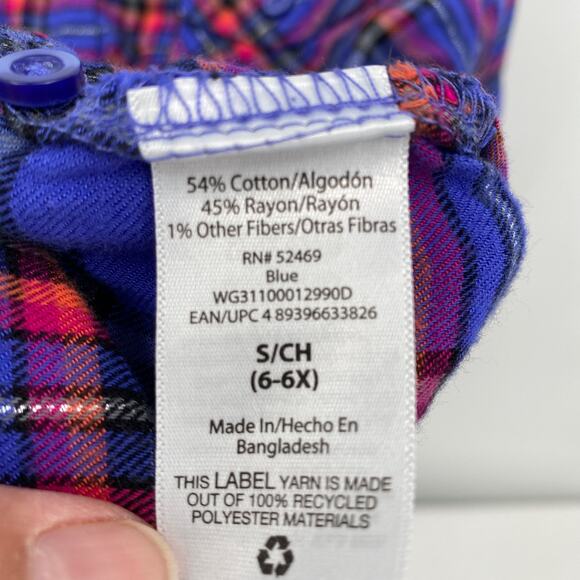 54% Cotton/Algodón
45% Rayon/Rayón
1% Other Fibers/Otras Fibras
RN# 52469
Blue
WG31100012990D
EAN/UPC 4 89396633826
S/CH
(6-6X)
Made In/Hecho En
Bangladesh
THIS LABEL YARN IS MADE
OUT OF 100% RECYCLED
POLYESTER MATERIALS